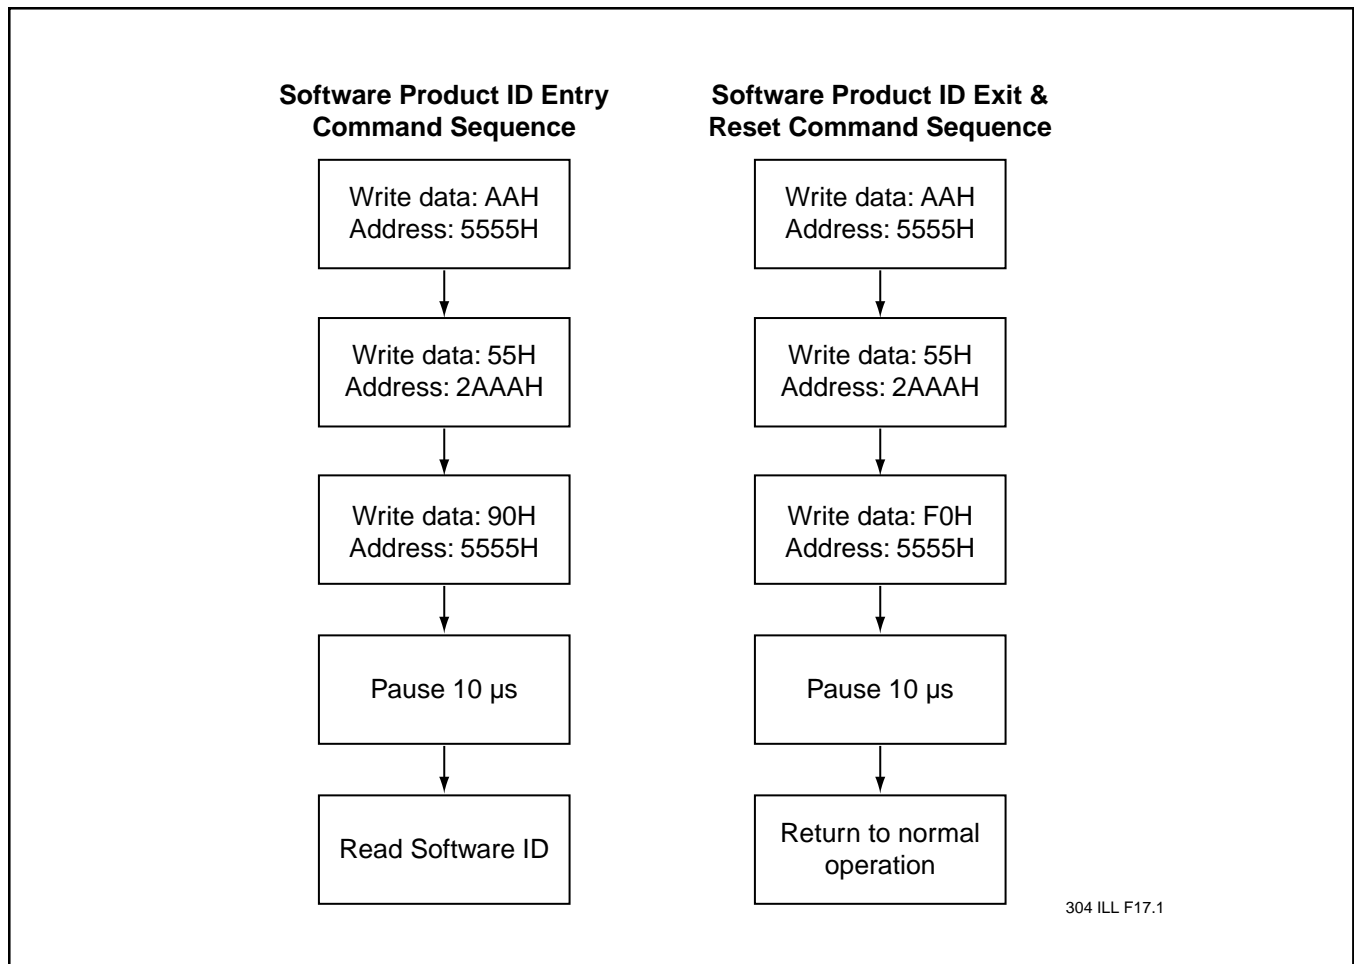 Software Product ID Entry
Command Sequence
Write data: AAH
Address: 5555H
Write data: 55H
Address: 2AAAH
Write data: 90H
Address: 5555H
Pause 10 µs
Read Software ID
Software Product ID Exit &
Reset Command Sequence
Write data: AAH
Address: 5555H
Write data: 55H
Address: 2AAAH
Write data: F0H
Address: 5555H
Pause 10 µs
Return to normal
operation
304 ILL F17.1